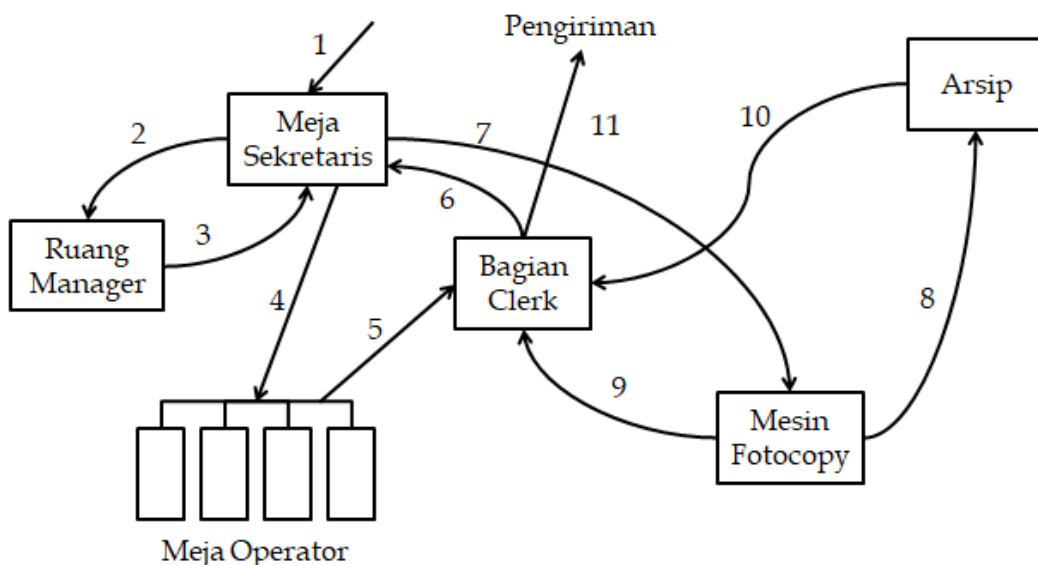 1
Pengiriman
Arsip
2
Meja
Sekretaris
7
11
10
3
6
Ruang
Manager
Bagian
Clerk
4
5
8
9
Mesin
Fotocopy
Meja Operator